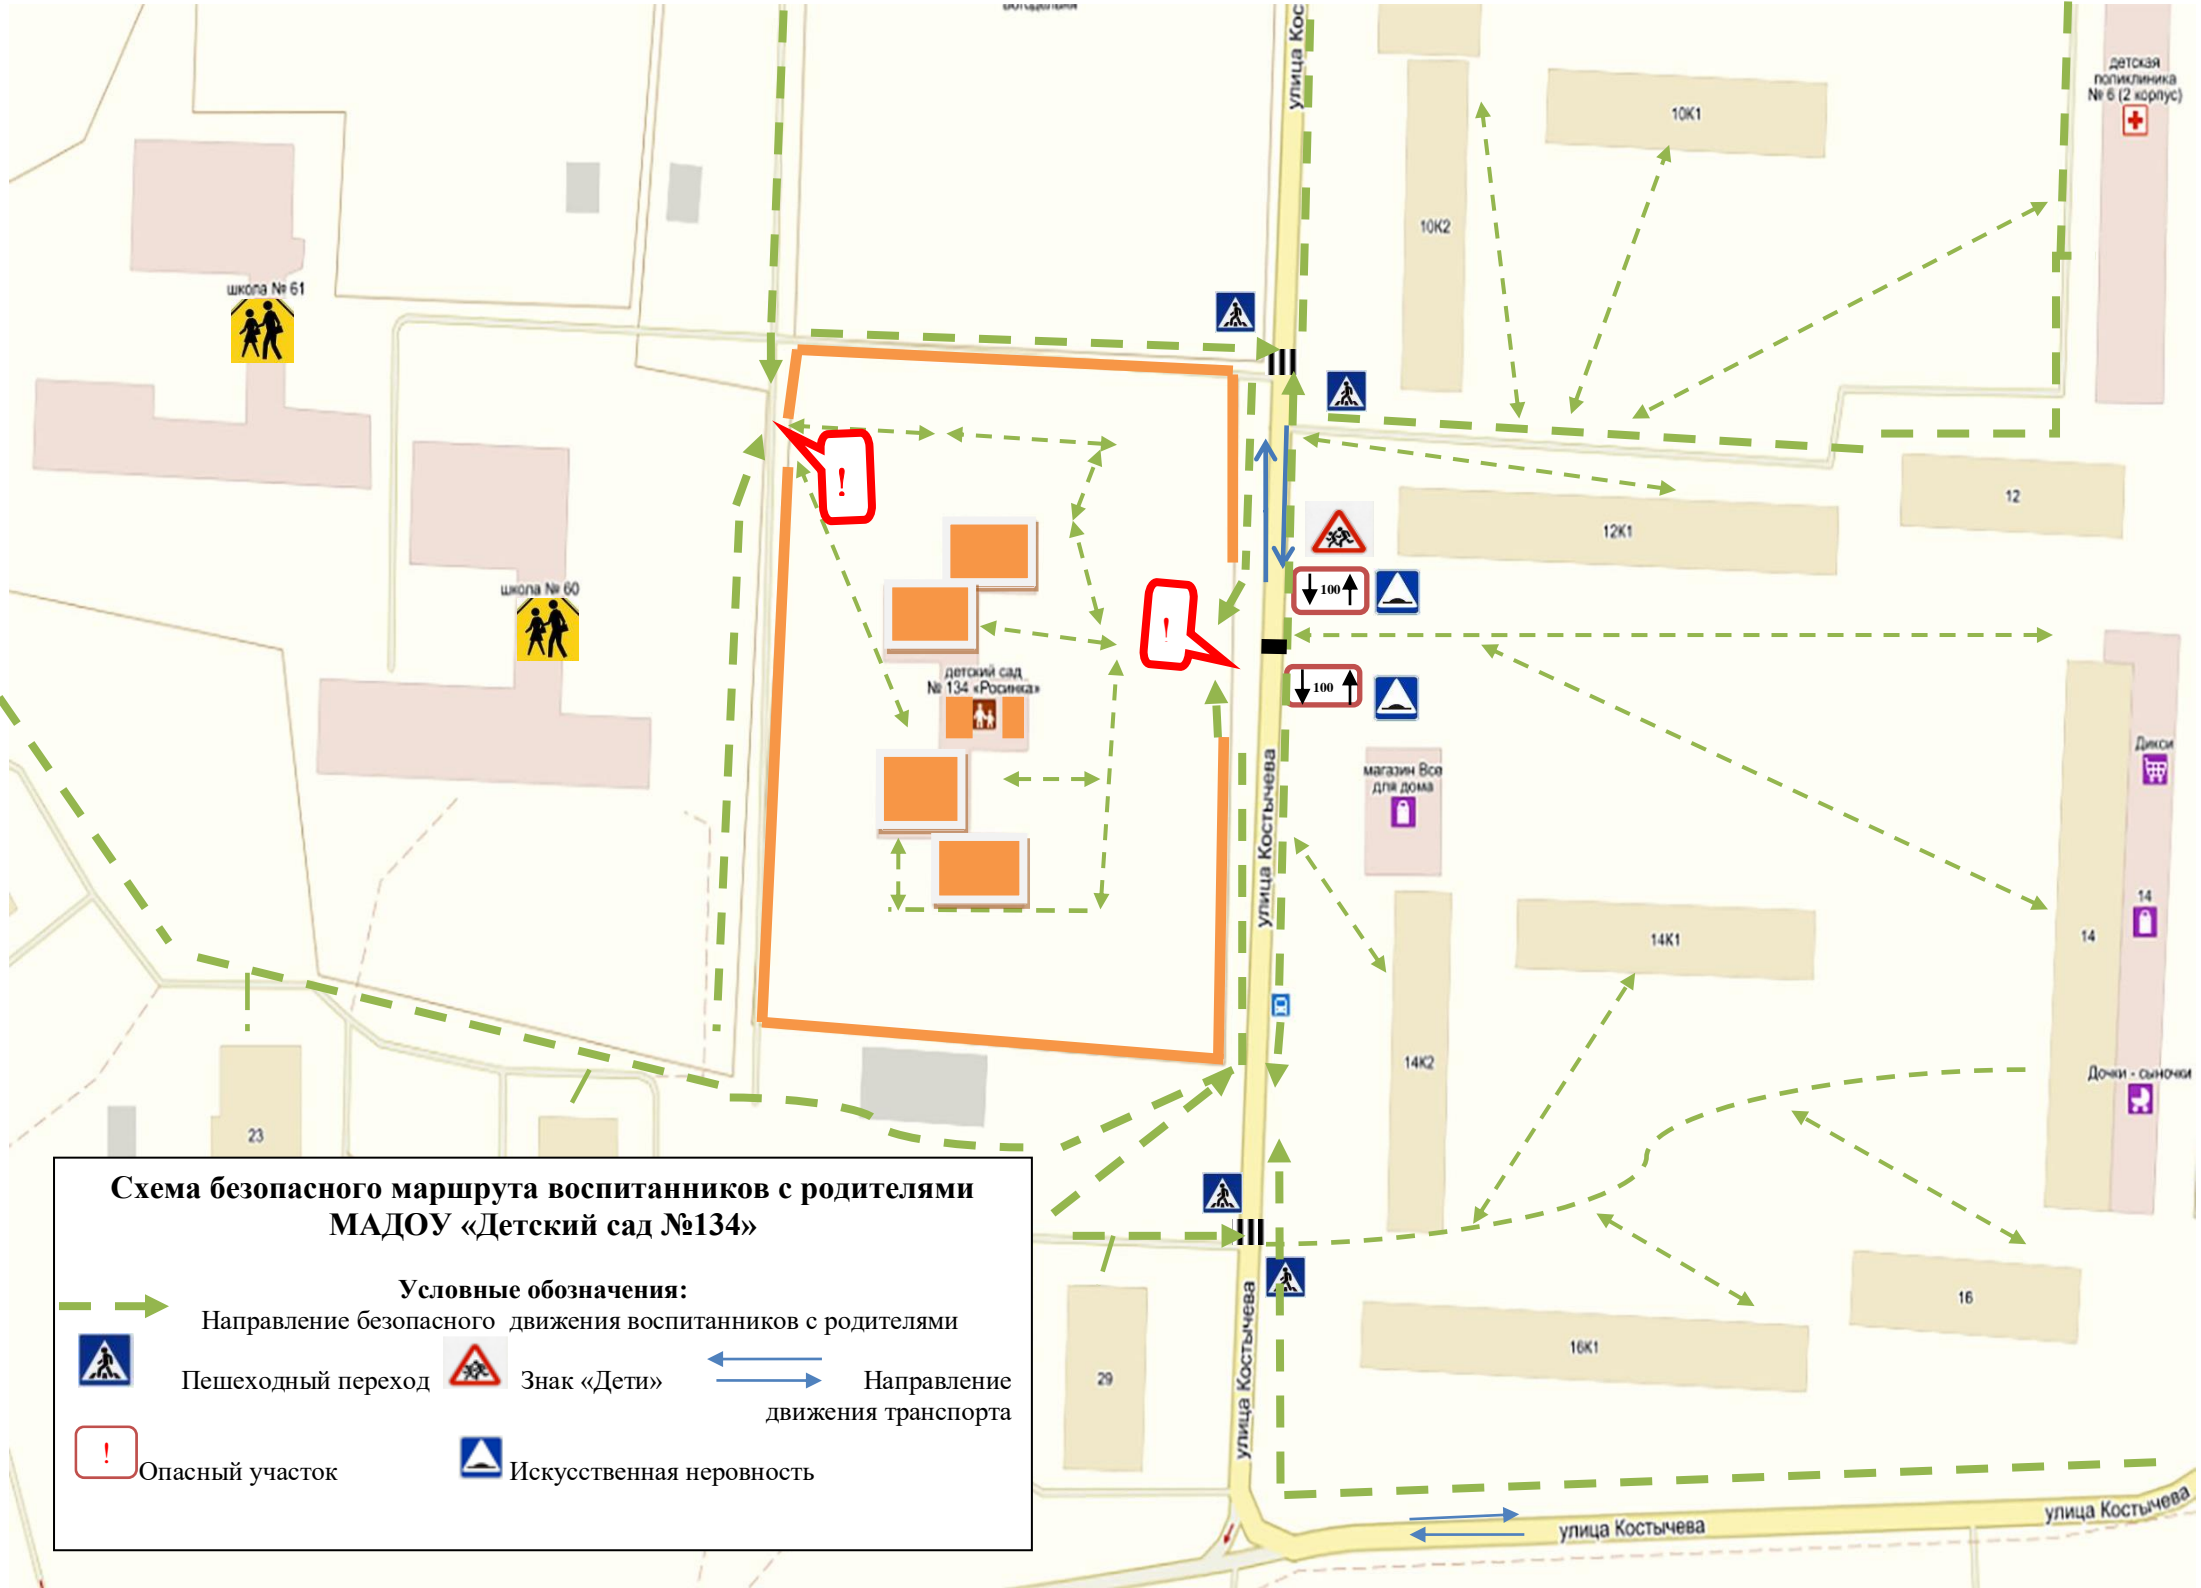 улица Кос
10К1
детская
поликлиника
№ 6 (2 корпус)
10К2
школа № 61
12
12К1
школа № 60
!
!
100
100
детский сад
№ 134 «Росинка»
магазин Все
для дома
Дикси
улица Костычева
14
14
14К1
14К2
Дочки - сыночки
23
16
16К1
29
улица Костычева
улица Костычева
улица Костычева
Схема безопасного маршрута воспитанников с родителями
МАДОУ «Детский сад №134»
Условные обозначения:
Направление безопасного движения воспитанников с родителями
Пешеходный переход
Знак «Дети»
Направление
движения транспорта
!
Опасный участок
Искусственная неровность